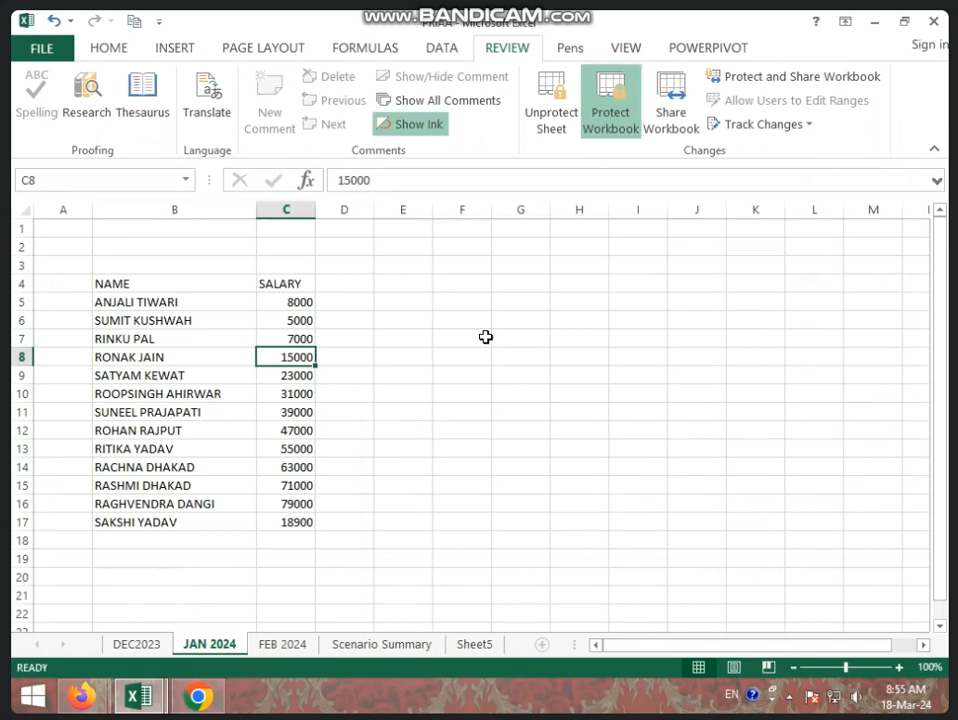 www.BANDICAM.com
Microsoft Excel
Sign in
FILE HOME INSERT PAGE LAYOUT FORMULAS DATA REVIEW Pens VIEW POWERPIVOT
ABC
Spelling Research Thesaurus
Proofing
Translate
Language
New Comment
Delete
Previous
Next
Show/Hide Comment
Show All Comments
Show Ink
Comments
Unprotect Sheet
Protect Workbook
Share Workbook
Protect and Share Workbook
Allow Users to Edit Ranges
Track Changes
Changes
C8 fx 15000
A B C D E F G H I J K L M
1
2
3
4 NAME SALARY
5 ANJALI TIWARI 8000
6 SUMIT KUSHWAH 5000
7 RINKU PAL 7000
8 RONAK JAIN 15000
9 SATYAM KEWAT 23000
10 ROOPSINGH AHIRWAR 31000
11 SUNEEL PRAJAPATI 39000
12 ROHAN RAJPUT 47000
13 RITIKA YADAV 55000
14 RACHNA DHAKAD 63000
15 RASHMI DHAKAD 71000
16 RAGHVENDRA DANGI 79000
17 SAKSHI YADAV 18900
18
19
20
21
22
DEC2023 JAN 2024 FEB 2024 Scenario Summary Sheet5
READY 100%
EN 8:55 AM
18-Mar-24